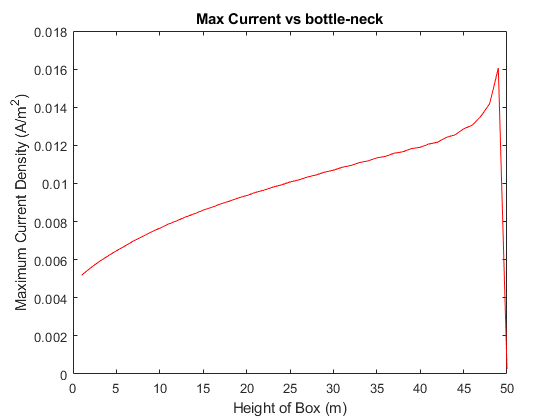 Max Current vs bottle-neck
Maximum Current Density (A/m²)
0.018
0.016
0.014
0.012
0.01
0.008
0.006
0.004
0.002
0
0 5 10 15 20 25 30 35 40 45 50
Height of Box (m)